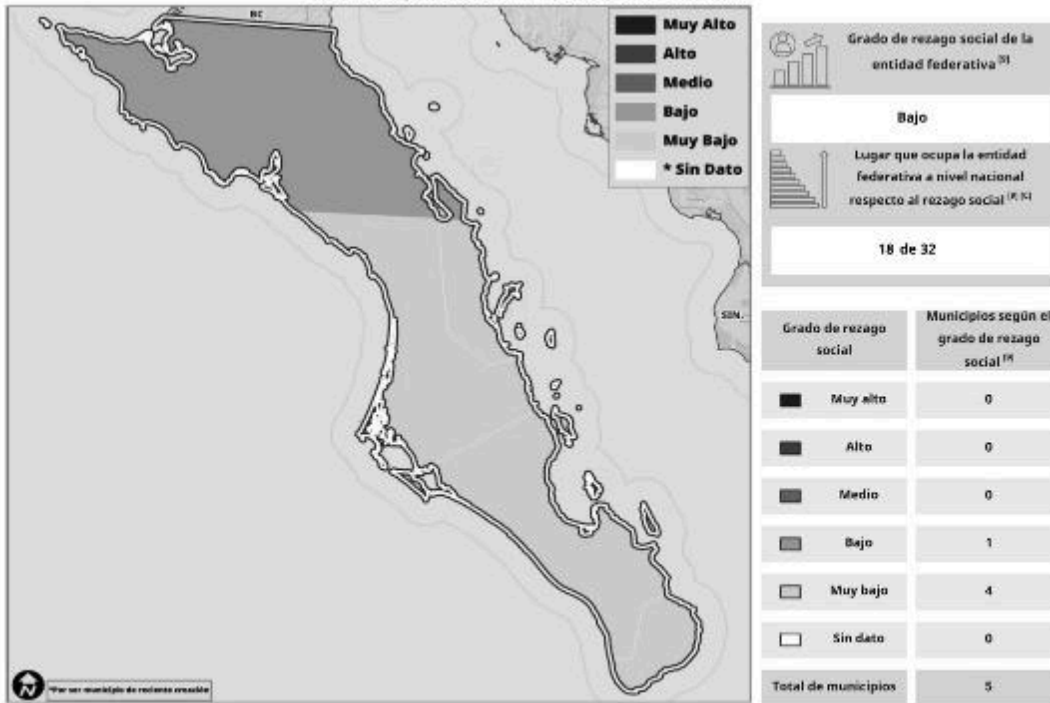 BC
Muy Alto
Alto
Medio
Bajo
Muy Bajo
* Sin Dato
SIN.
*Por ser municipio de reciente creación
Grado de rezago social de la
entidad federativa
Bajo
Lugar que ocupa la entidad
federativa a nivel nacional
respecto al rezago social
18 de 32
Grado de rezago
social
Municipios según el
grado de rezago
social
Muy alto
0
Alto
0
Medio
0
Bajo
1
Muy bajo
4
Sin dato
0
Total de municipios
5